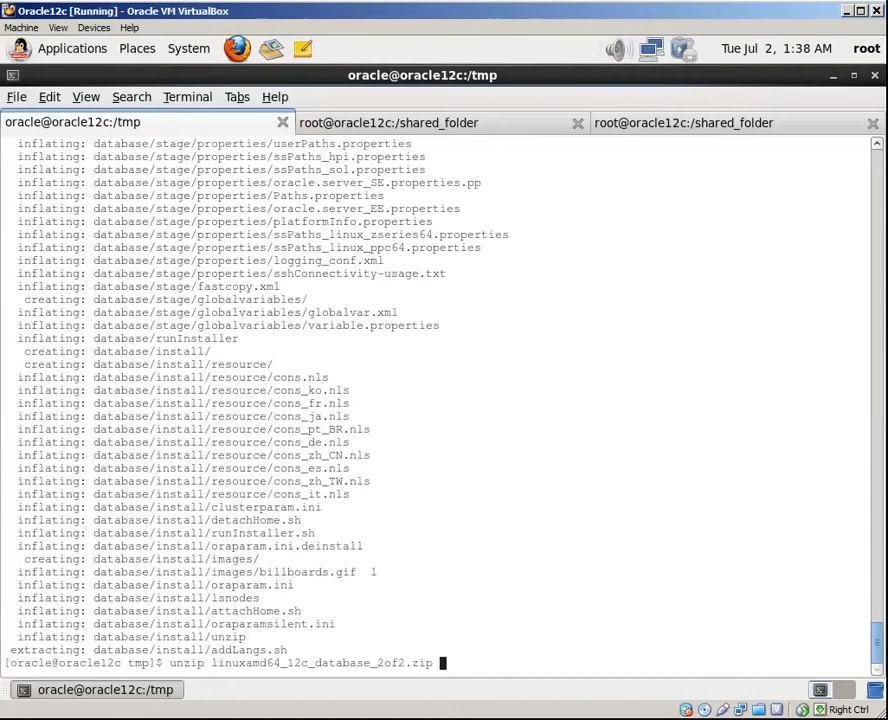 Oracle12c [Running] - Oracle VM VirtualBox
Machine View Devices Help
Applications Places System Tue Jul 2, 1:38 AM root
oracle@oracle12c:/tmp
File Edit View Search Terminal Tabs Help
oracle@oracle12c:/tmp root@oracle12c:/shared_folder root@oracle12c:/shared_folder
inflating: database/stage/properties/userPaths.properties
inflating: database/stage/properties/ssPaths_hpi.properties
inflating: database/stage/properties/ssPaths_sol.properties
inflating: database/stage/properties/oracle.server_SE.properties.pp
inflating: database/stage/properties/Paths.properties
inflating: database/stage/properties/oracle.server_EE.properties
inflating: database/stage/properties/platformInfo.properties
inflating: database/stage/properties/ssPaths_linux_zseries64.properties
inflating: database/stage/properties/ssPaths_linux_ppc64.properties
inflating: database/stage/properties/logging_conf.xml
inflating: database/stage/properties/sshConnectivity-usage.txt
inflating: database/stage/fastcopy.xml
creating: database/stage/globalvariables/
inflating: database/stage/globalvariables/globalvar.xml
inflating: database/stage/globalvariables/variable.properties
inflating: database/runInstaller
creating: database/install/
creating: database/install/resource/
inflating: database/install/resource/cons.nls
inflating: database/install/resource/cons_ko.nls
inflating: database/install/resource/cons_fr.nls
inflating: database/install/resource/cons_ja.nls
inflating: database/install/resource/cons_pt_BR.nls
inflating: database/install/resource/cons_de.nls
inflating: database/install/resource/cons_zh_CN.nls
inflating: database/install/resource/cons_es.nls
inflating: database/install/resource/cons_zh_TW.nls
inflating: database/install/resource/cons_it.nls
inflating: database/install/clusterparam.ini
inflating: database/install/detachHome.sh
inflating: database/install/runInstaller.sh
inflating: database/install/oraparam.ini.deinstall
creating: database/install/images/
inflating: database/install/images/billboards.gif l
inflating: database/install/oraparam.ini
inflating: database/install/lsnodes
inflating: database/install/attachHome.sh
inflating: database/install/oraparamsilent.ini
inflating: database/install/unzip
extracting: database/install/addLangs.sh
[oracle@oracle12c tmp]$ unzip linuxamd64_12c_database_2of2.zip
oracle@oracle12c:/tmp
Right Ctrl